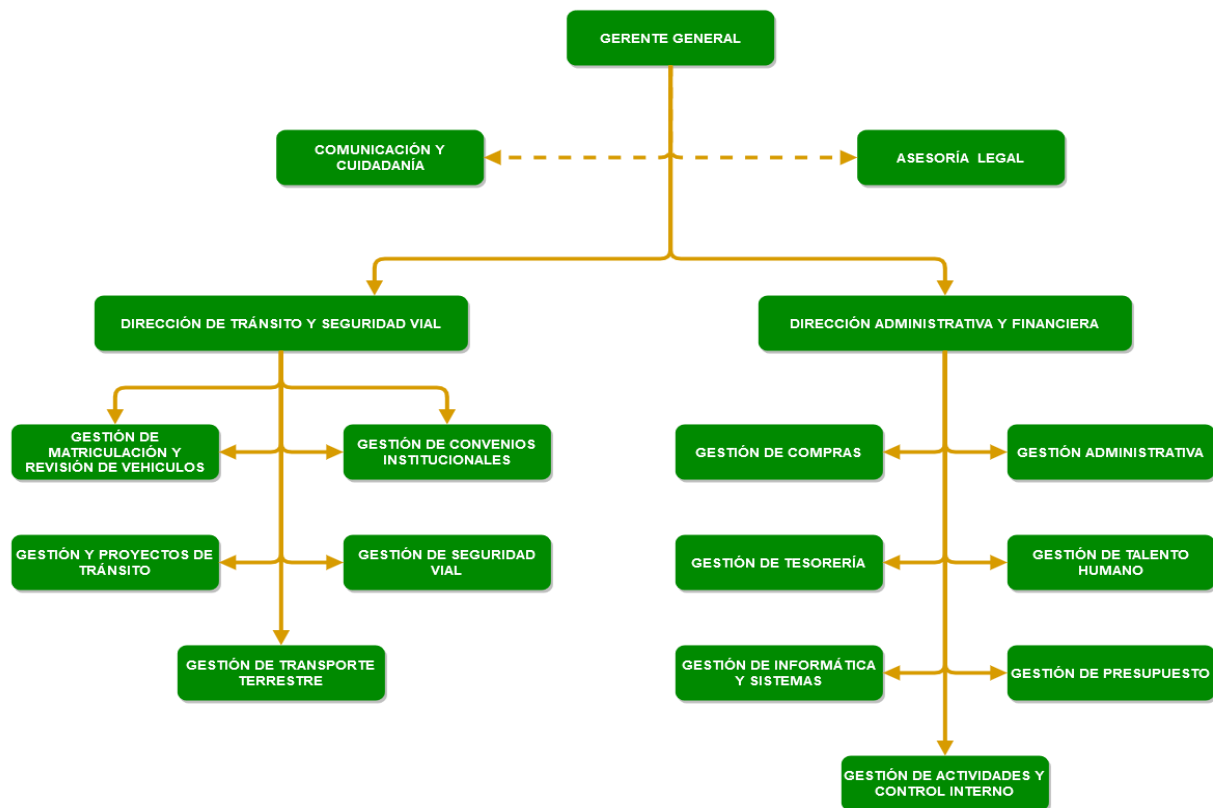 GERENTE GENERAL
COMUNICACIÓN Y
CUIDADANÍA
ASESORÍA LEGAL
DIRECCIÓN DE TRÁNSITO Y SEGURIDAD VIAL
DIRECCIÓN ADMINISTRATIVA Y FINANCIERA
GESTIÓN DE
MATRICULACIÓN Y
REVISIÓN DE VEHICULOS
GESTIÓN DE CONVENIOS
INSTITUCIONALES
GESTIÓN DE COMPRAS
GESTIÓN ADMINISTRATIVA
GESTIÓN Y PROYECTOS DE
TRÁNSITO
GESTIÓN DE SEGURIDAD
VIAL
GESTIÓN DE TESORERÍA
GESTIÓN DE TALENTO
HUMANO
GESTIÓN DE TRANSPORTE
TERRESTRE
GESTIÓN DE INFORMÁTICA
Y SISTEMAS
GESTIÓN DE PRESUPUESTO
GESTIÓN DE ACTIVIDADES Y
CONTROL INTERNO